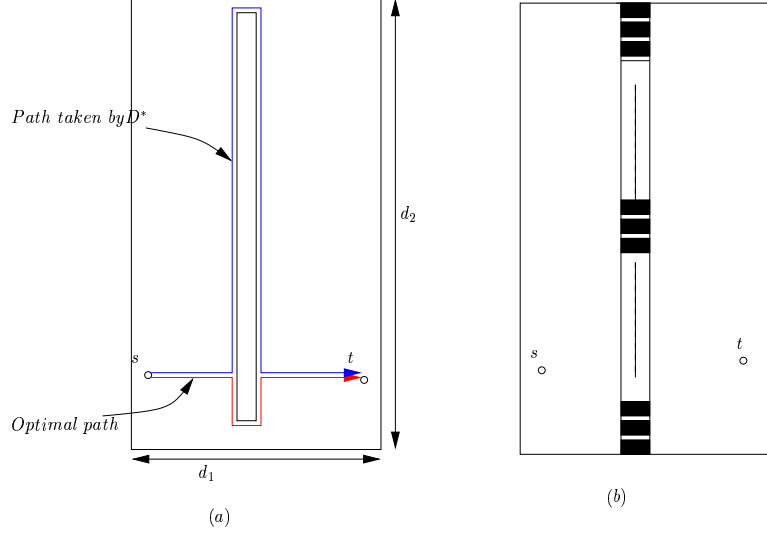 Path taken byD*
d2
s
t
Optimal path
d1
(a)
s
t
(b)